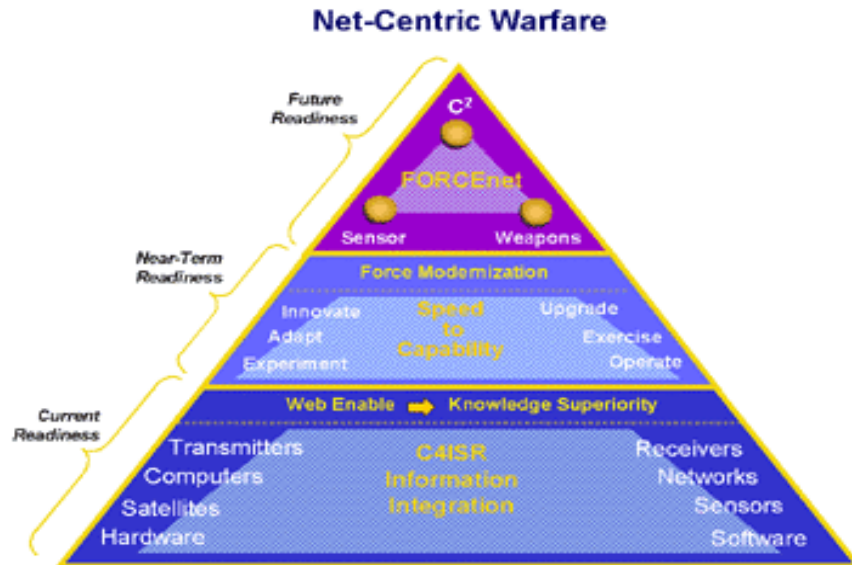 Net-Centric Warfare
Future
Readiness
C²
FORCEnet
Sensor
Weapons
Near-Term
Readiness
Force Modernization
Innovate
Adapt
Experiment
Speed
to
Capability
Upgrade
Exercise
Operate
Current
Readiness
Web Enable ➡ Knowledge Superiority
Transmitters
Computers
Satellites
Hardware
C4ISR
Information
Integration
Receivers
Networks
Sensors
Software